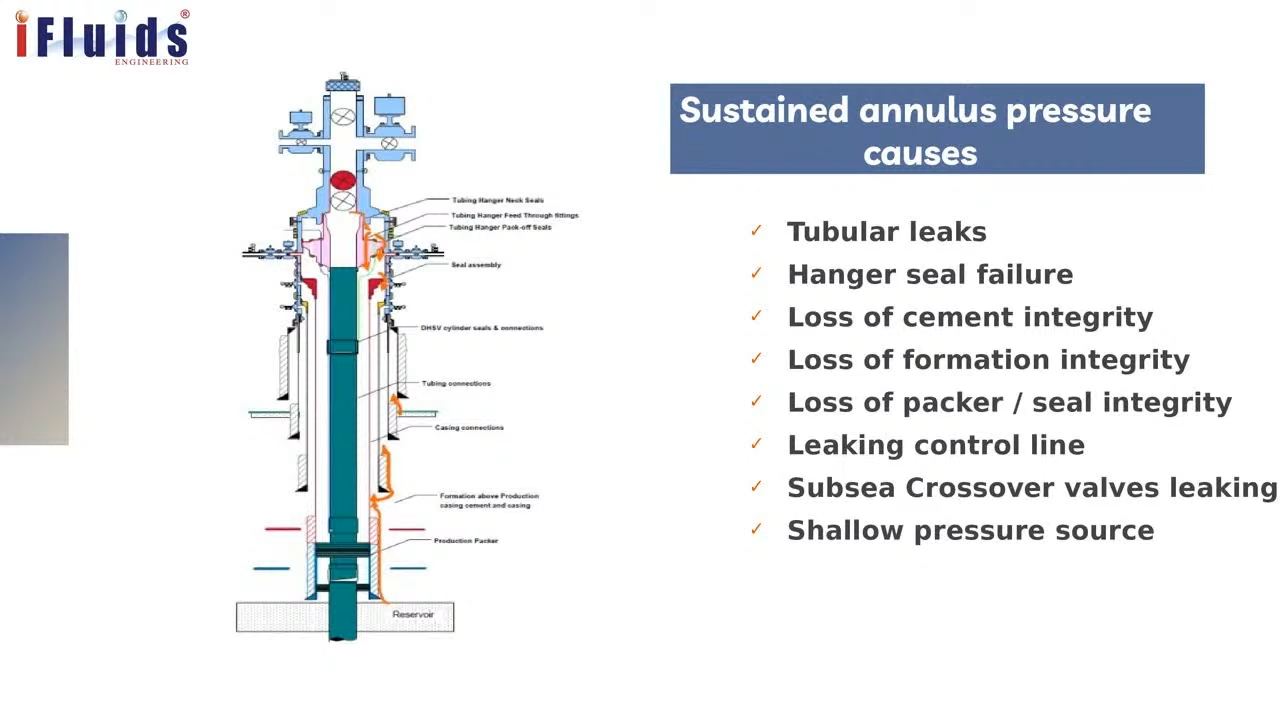 iFluids®
ENGINEERING
Sustained annulus pressure
causes
Tubing Hanger Neck Seals
Tubing Hanger Feed Through fittings
Tubing Hanger Pack-off Seals
Seal assembly
DHSV cylinder seals & connections
Tubing connections
Casing connections
Formation above Production
casing cement and casing
Production Packer
Reservoir
✓ Tubular leaks
✓ Hanger seal failure
✓ Loss of cement integrity
✓ Loss of formation integrity
✓ Loss of packer / seal integrity
✓ Leaking control line
✓ Subsea Crossover valves leaking
✓ Shallow pressure source